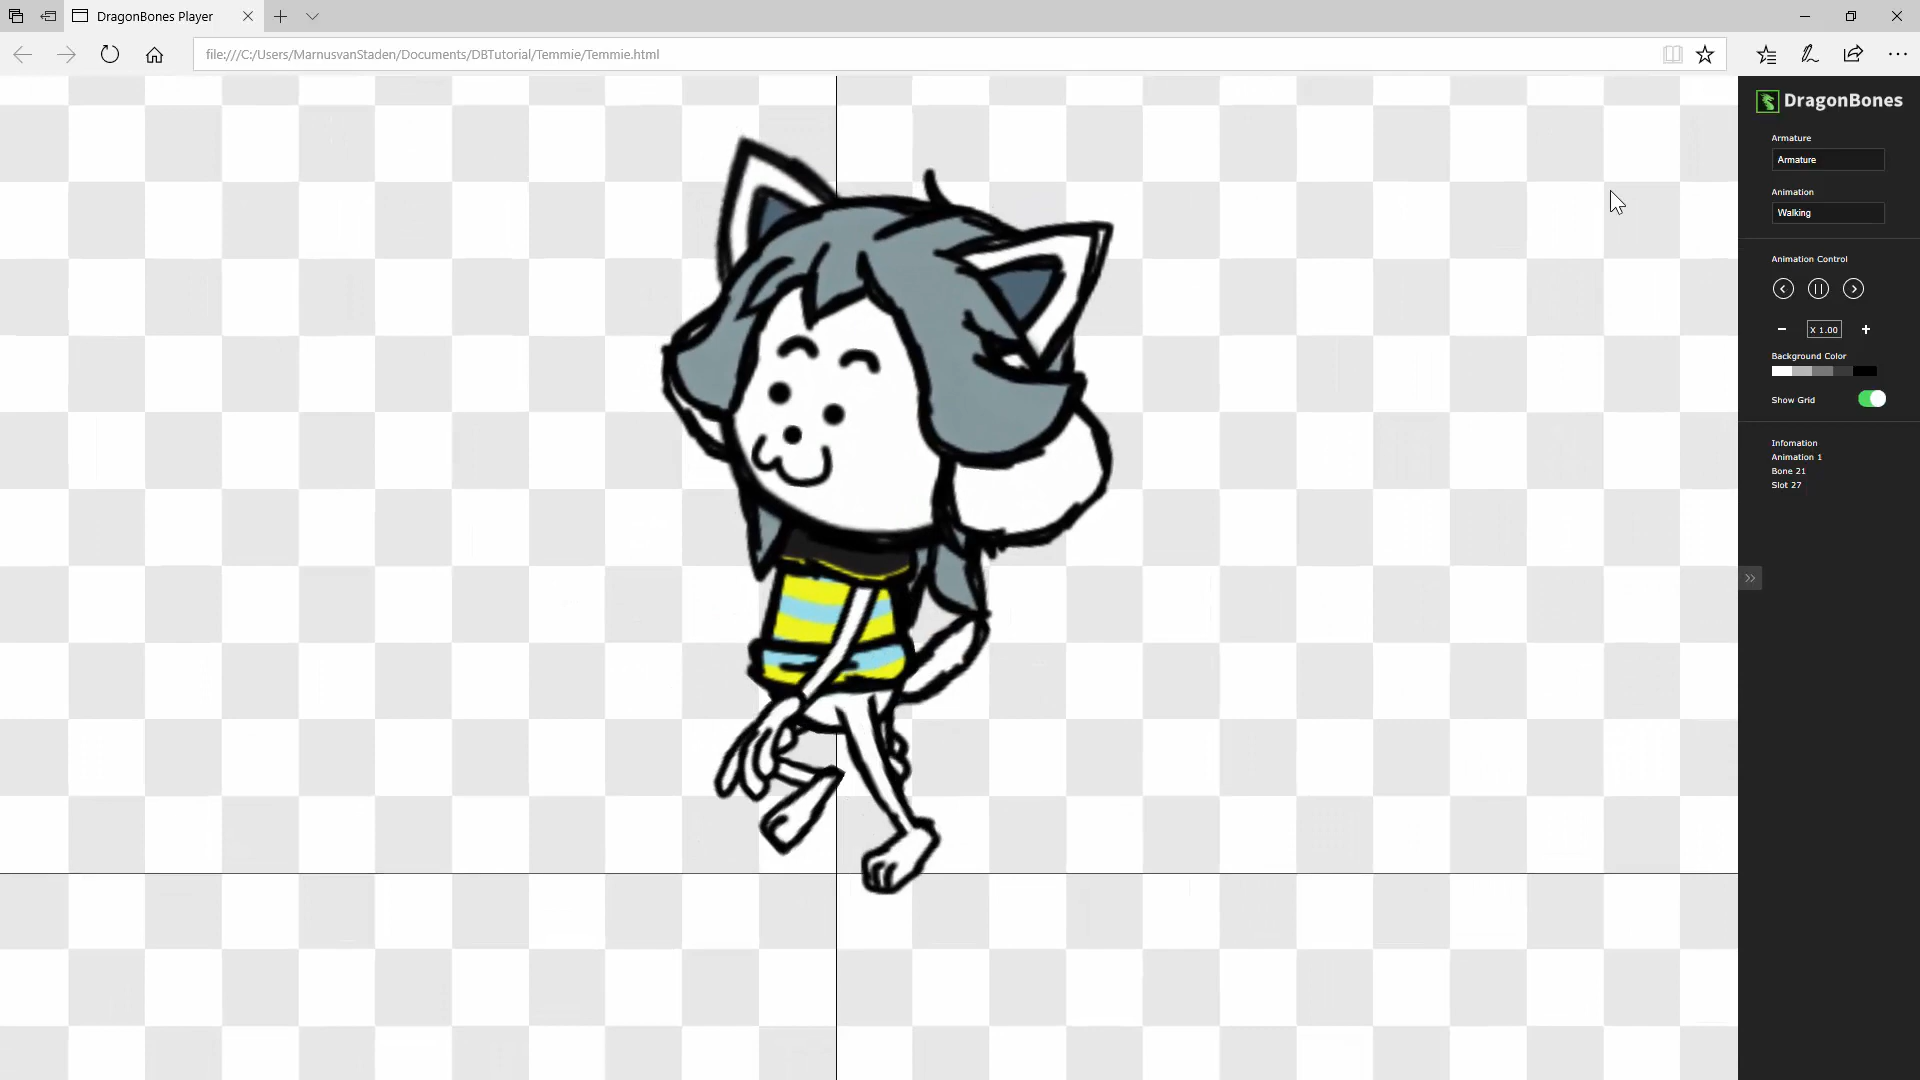 DragonBones Player
file:///C:/Users/MarnusvanStaden/Documents/DBTutorial/Temmie/Temmie.html
DragonBones
Armature
Armature
Animation
Walking
Animation Control
X 1.00
Background Color
Show Grid
Infomation
Animation 1
Bone 21
Slot 27